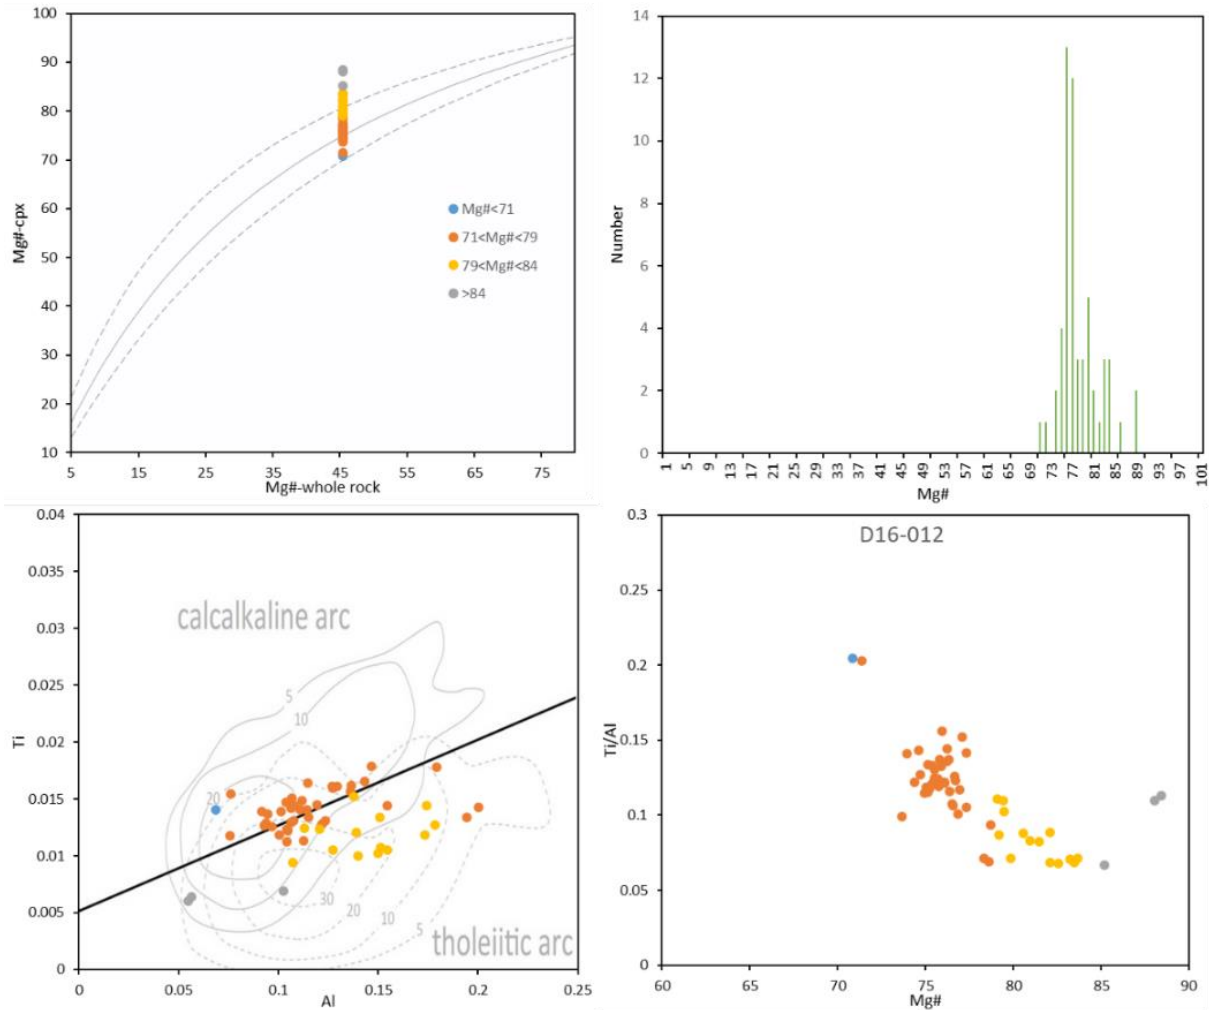 100
90
80
70
60
50
40
30
20
10
Mg#-cpx
5 15 25 35 45 55 65 75
Mg#-whole rock
Mg#<71
71<Mg#<79
79<Mg#<84
>84
14
12
10
8
6
4
2
0
Number
1 5 9 13 17 21 25 29 33 37 41 45 49 53 57 61 65 69 73 77 81 85 89 93 97 101
Mg#
0.04
0.03
0.025
0.02
0.015
0.01
0.005
0
Ti
calcalkaline arc
5
10
20
30
20
10
5
tholeiitic arc
0 0.05 0.1 0.15 0.2 0.25
Al
D16-012
0.3
0.25
0.2
0.15
0.1
0.05
0
Ti/Al
60 65 70 75 80 85 90
Mg#